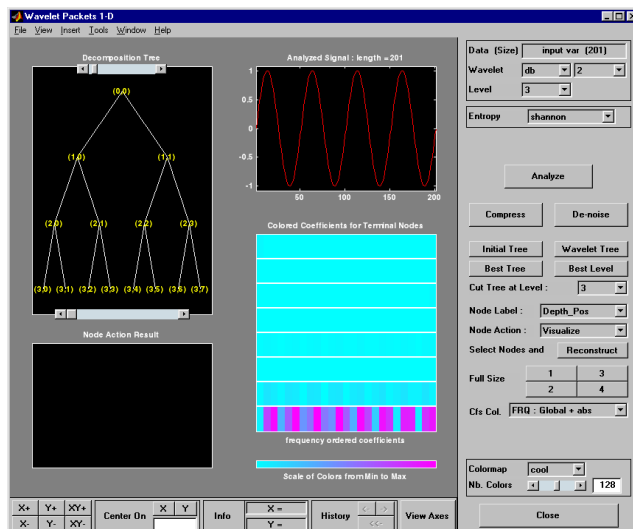 Wavelet Packets 1-D
File View Insert Tools Window Help
Decomposition Tree
(0,0)
(1,0) (1,1)
(2,0) (2,1) (2,2) (2,3)
(3,0) (3,1) (3,2) (3,3) (3,4) (3,5) (3,6) (3,7)
Node Action Result
Analyzed Signal : length = 201
1
0.5
0
-0.5
-1
50 100 150 200
Colored Coefficients for Terminal Nodes
frequency ordered coefficients
Scale of Colors from Min to Max
Data (Size) input var (201)
Wavelet db 2
Level 3
Entropy shannon
Analyze
Compress De-noise
Initial Tree Wavelet Tree
Best Tree Best Level
Cut Tree at Level : 3
Node Label : Depth_Pos
Node Action : Visualize
Select Nodes and Reconstruct
Full Size 1 3
2 4
Cfs Col. FRQ : Global + abs
Colormap cool
Nb. Colors 128
Close
X+ Y+ XY+
X- Y- XY-
Center On X Y
Info X =
Y =
History < ->
<<-
View Axes